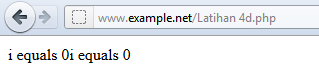 www.example.net/Latihan 4d.php
i equals 0i equals 0